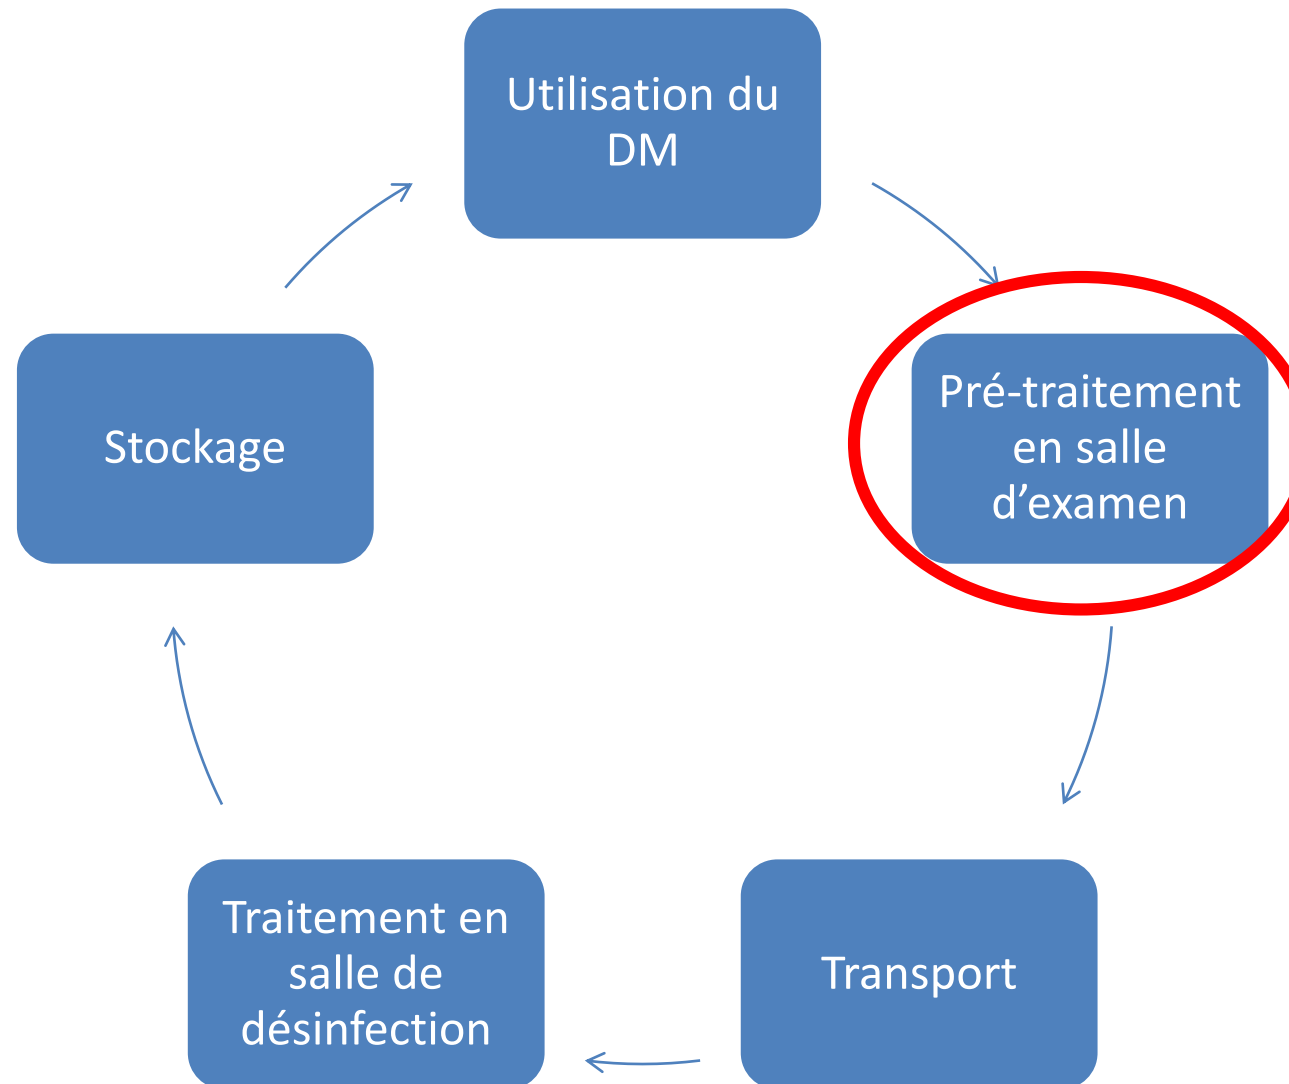 Utilisation du
DM
Pré-traitement
en salle
d’examen
Transport
Traitement en
salle de
désinfection
Stockage